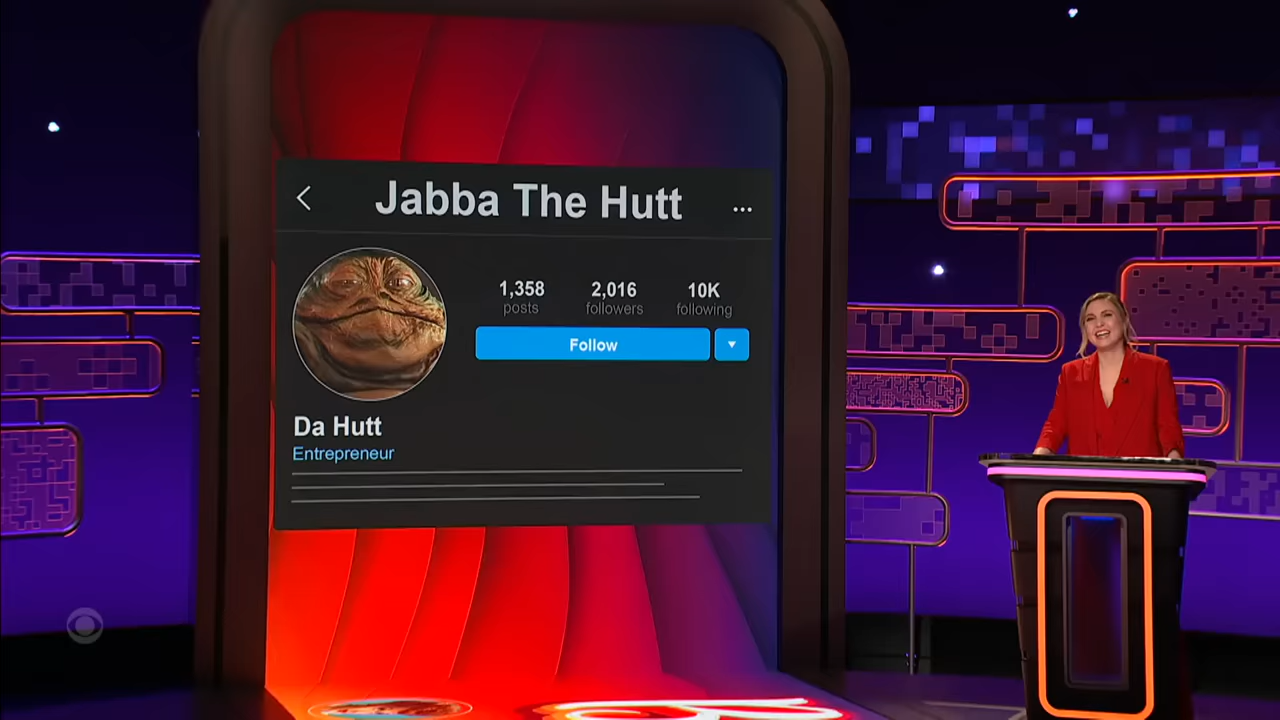 Jabba The Hutt
...
1,358 2,016 10K
posts followers following
Follow
Da Hutt
Entrepreneur